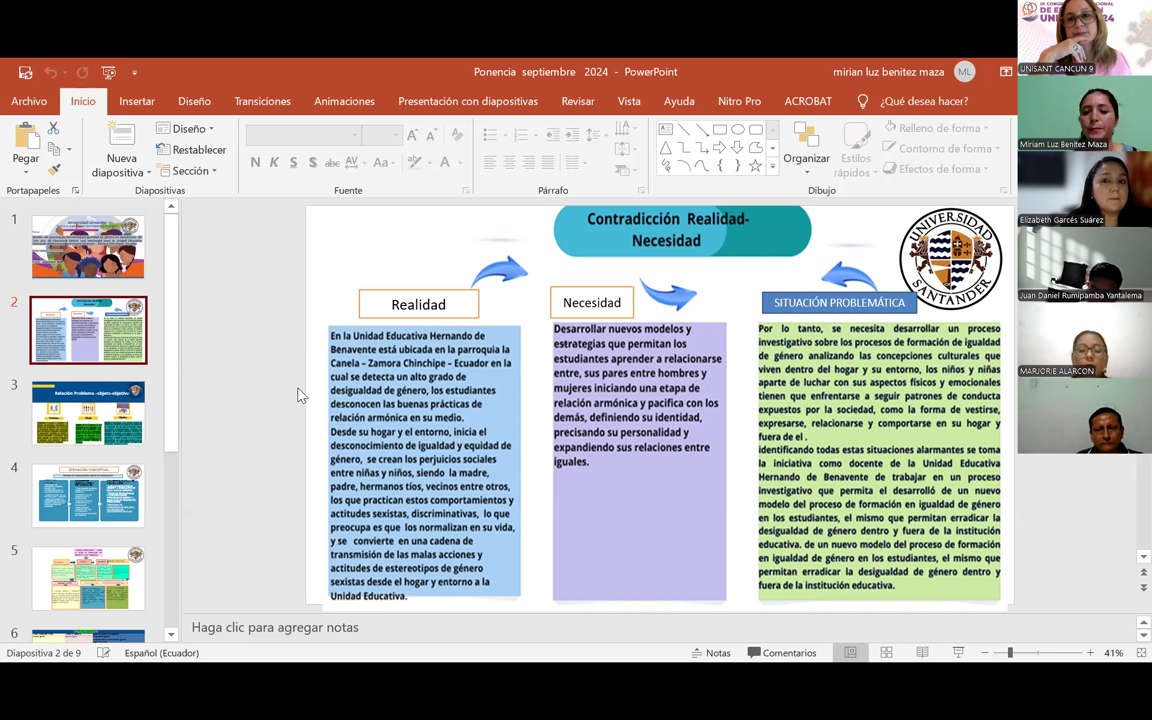 Ponencia septiembre 2024 - PowerPoint
mirian luz benitez maza
ML
Archivo
Inicio
Insertar
Diseño
Transiciones
Animaciones
Presentación con diapositivas
Revisar
Vista
Ayuda
Nitro Pro
ACROBAT
¿Qué desea hacer?
Pegar
Nueva
diapositiva
Diseño
Restablecer
Sección
N K S S abc AV Aa A
Organizar
Estilos
rápidos
Relleno de forma
Contorno de forma
Efectos de forma
Portapapeles
Diapositivas
Fuente
Párrafo
Dibujo
1
2
3
Relación Problema -objeto-objetivo
4
5
6
Contradicción Realidad-
Necesidad
UNIVERSIDAD
SANTANDER
Realidad
En la Unidad Educativa Hernando de
Benavente está ubicada en la parroquia la
Canela – Zamora Chinchipe – Ecuador en la
cual se detecta un alto grado de
desigualdad de género, los estudiantes
desconocen las buenas prácticas de
relación armónica en su medio.
Desde su hogar y el entorno, inicia el
desconocimiento de igualdad y equidad de
género, se crean los perjuicios sociales
entre niñas y niños, siendo la madre,
padre, hermanos tíos, vecinos entre otros,
los que practican estos comportamientos y
actitudes sexistas, discriminativas, lo que
preocupa es que los normalizan en su vida,
y se convierte en una cadena de
transmisión de las malas acciones y
actitudes de estereotipos de género
sexistas desde el hogar y entorno a la
Unidad Educativa.
Necesidad
Desarrollar nuevos modelos y
estrategias que permitan los
estudiantes aprender a relacionarse
entre, sus pares entre hombres y
mujeres iniciando una etapa de
relación armónica y pacifica con los
demás, definiendo su identidad,
precisando su personalidad y
expandiendo sus relaciones entre
iguales.
SITUACIÓN PROBLEMÁTICA
Por lo tanto, se necesita desarrollar un proceso
investigativo sobre los procesos de formación de igualdad
de género analizando las concepciones culturales que
viven dentro del hogar y su entorno, los niños y niñas
aparte de luchar con sus aspectos físicos y emocionales
tienen que enfrentarse a seguir patrones de conducta
expuestos por la sociedad, como la forma de vestirse,
expresarse, relacionarse y comportarse en su hogar y
fuera de el .
identificando todas estas situaciones alarmantes se toma
la iniciativa como docente de la Unidad Educativa
Hernando de Benavente de trabajar en un proceso
investigativo que permita el desarrolló de un nuevo
modelo del proceso de formación en igualdad de género
en los estudiantes, el mismo que permitan erradicar la
desigualdad de género dentro y fuera de la institución
educativa. de un nuevo modelo del proceso de formación
en igualdad de género en los estudiantes, el mismo que
permitan erradicar la desigualdad de género dentro y
fuera de la institución educativa.
Haga clic para agregar notas
Diapositiva 2 de 9
Español (Ecuador)
Notas
Comentarios
41%
UNISANT CANCUN 9
Miriam Luz Benítez Maza
Elizabeth Garcés Suárez
Juan Daniel Rumipamba Yantalema
MARJORIE ALARCON